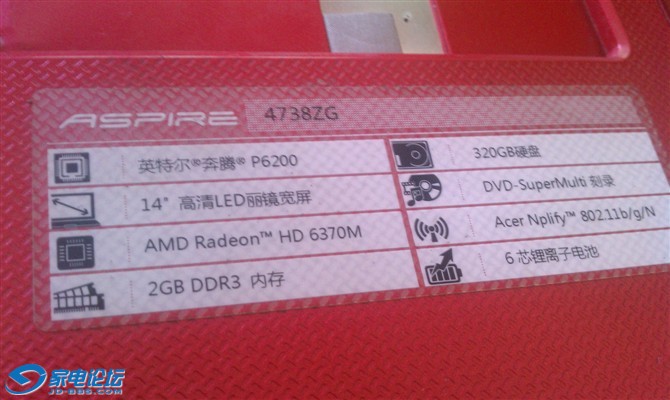 ASPIRE 4738ZG
英特尔®奔腾® P6200
14" 高清LED丽镜宽屏
AMD Radeon™ HD 6370M
2GB DDR3 内存
320GB硬盘
DVD-SuperMulti 刻录
Acer Nplify™ 802.11b/g/N
6 芯锂离子电池
家电论坛
JD-BBS.COM